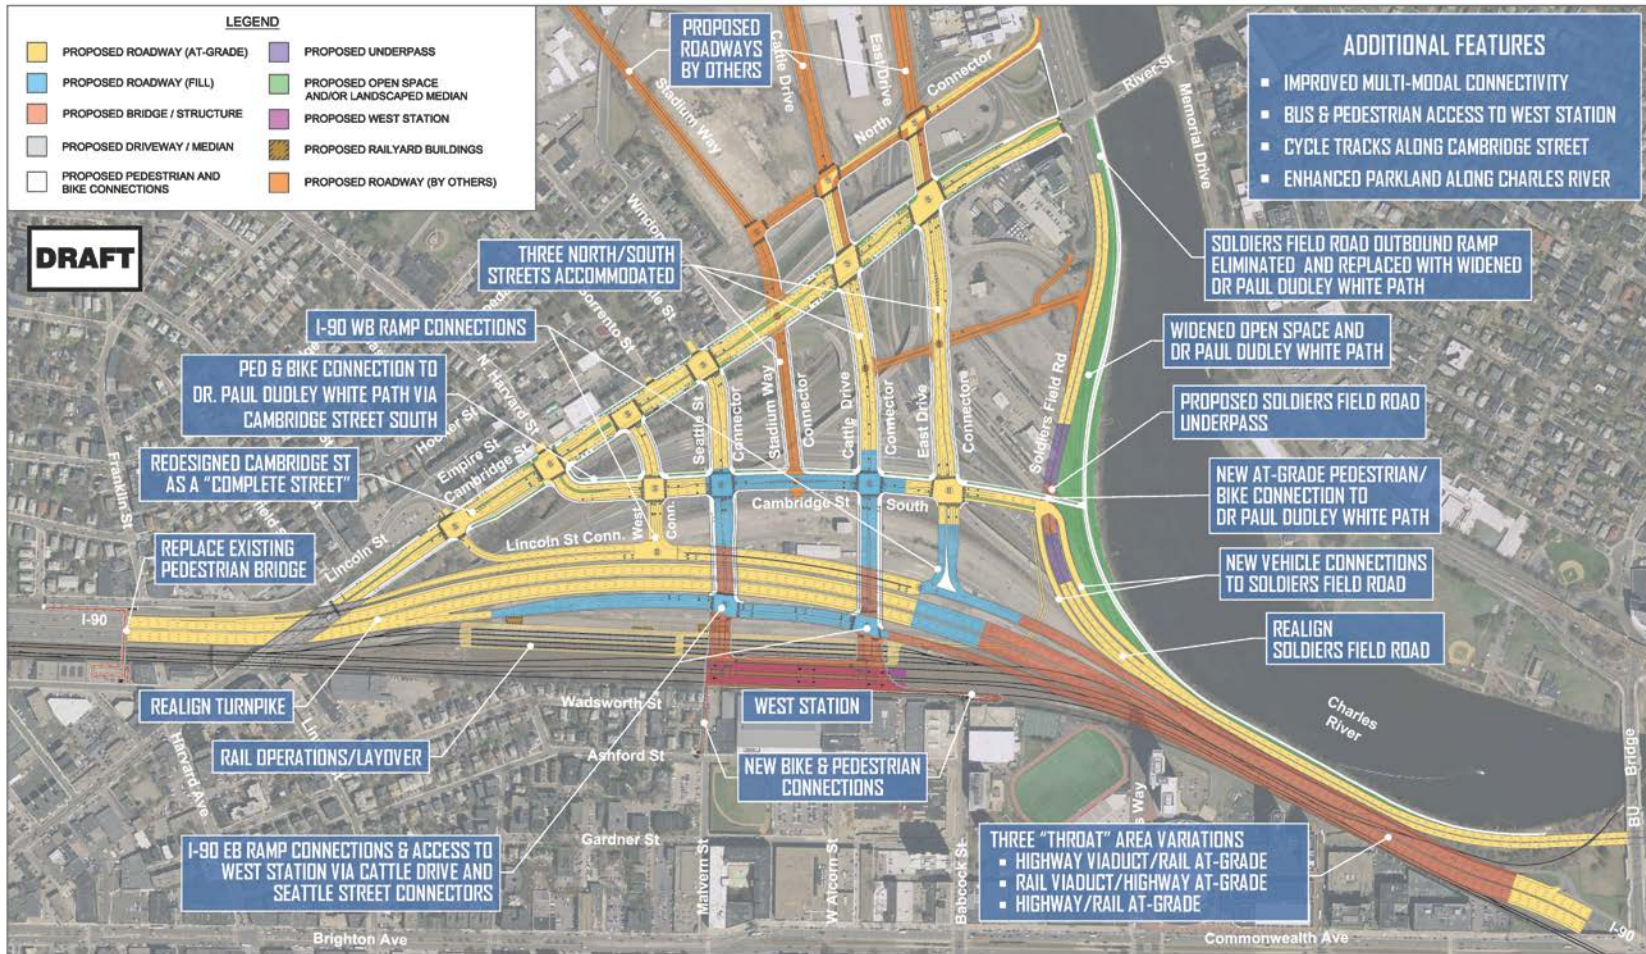 LEGEND
PROPOSED ROADWAY (AT-GRADE)
PROPOSED ROADWAY (FILL)
PROPOSED BRIDGE / STRUCTURE
PROPOSED DRIVEWAY / MEDIAN
PROPOSED PEDESTRIAN AND
BIKE CONNECTIONS
PROPOSED UNDERPASS
PROPOSED OPEN SPACE
AND/OR LANDSCAPED MEDIAN
PROPOSED WEST STATION
PROPOSED RAILYARD BUILDINGS
PROPOSED ROADWAY (BY OTHERS)
DRAFT
PROPOSED
ROADWAYS
BY OTHERS
ADDITIONAL FEATURES
▪ IMPROVED MULTI-MODAL CONNECTIVITY
▪ BUS & PEDESTRIAN ACCESS TO WEST STATION
▪ CYCLE TRACKS ALONG CAMBRIDGE STREET
▪ ENHANCED PARKLAND ALONG CHARLES RIVER
Stadium Way
Cattle Drive
East Drive
North Connector
River St
Memorial Drive
THREE NORTH/SOUTH
STREETS ACCOMMODATED
SOLDIERS FIELD ROAD OUTBOUND RAMP
ELIMINATED AND REPLACED WITH WIDENED
DR PAUL DUDLEY WHITE PATH
I-90 WB RAMP CONNECTIONS
WIDENED OPEN SPACE AND
DR PAUL DUDLEY WHITE PATH
PED & BIKE CONNECTION TO
DR. PAUL DUDLEY WHITE PATH VIA
CAMBRIDGE STREET SOUTH
PROPOSED SOLDIERS FIELD ROAD
UNDERPASS
REDESIGNED CAMBRIDGE ST
AS A "COMPLETE STREET"
NEW AT-GRADE PEDESTRIAN/
BIKE CONNECTION TO
DR PAUL DUDLEY WHITE PATH
REPLACE EXISTING
PEDESTRIAN BRIDGE
NEW VEHICLE CONNECTIONS
TO SOLDIERS FIELD ROAD
REALIGN
SOLDIERS FIELD ROAD
N. Harvard St
Hooker St
Empire St
Cambridge St
Franklin St
Lincoln St
Lincoln St Conn.
West
Conn.
Seattle St
Connector
Stadium Way
Connector
Cattle Drive
Connector
East Drive
Connector
Soldiers Field Rd
Cambridge St South
I-90
REALIGN TURNPIKE
RAIL OPERATIONS/LAYOVER
WEST STATION
Wadsworth St
Ashford St
Gardner St
Harvard Ave
NEW BIKE & PEDESTRIAN
CONNECTIONS
I-90 EB RAMP CONNECTIONS & ACCESS TO
WEST STATION VIA CATTLE DRIVE AND
SEATTLE STREET CONNECTORS
THREE "THROAT" AREA VARIATIONS
▪ HIGHWAY VIADUCT/RAIL AT-GRADE
▪ RAIL VIADUCT/HIGHWAY AT-GRADE
▪ HIGHWAY/RAIL AT-GRADE
Charles
River
BU Bridge
Malvern St
W Alcorn St
Babcock St
Way
Brighton Ave
Commonwealth Ave
I-90